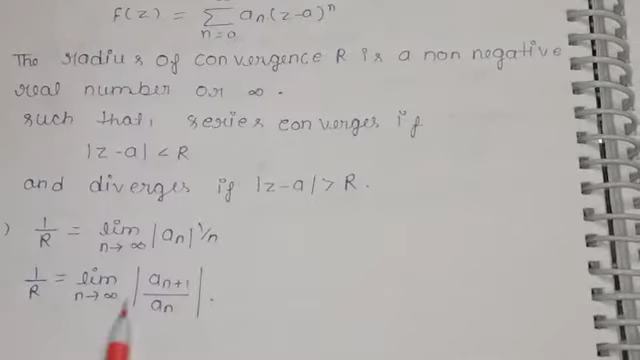 f(z) = ∞∑n=0 an(z-a)^n
The radius of convergence R is a non negative
real number or ∞.
such that, series converges if
|z-a| < R
and diverges if |z-a| > R.
) 1/R = lim n→∞ |an|^1/n
1/R = lim n→∞ |an+1/an|.